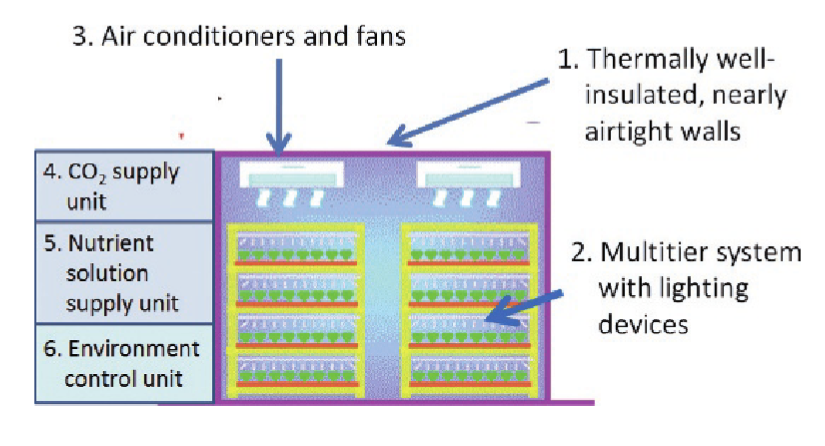 3. Air conditioners and fans
1. Thermally well-
insulated, nearly
airtight walls
4. CO₂ supply
unit
5. Nutrient
solution
supply unit
2. Multitier system
with lighting
devices
6. Environment
control unit